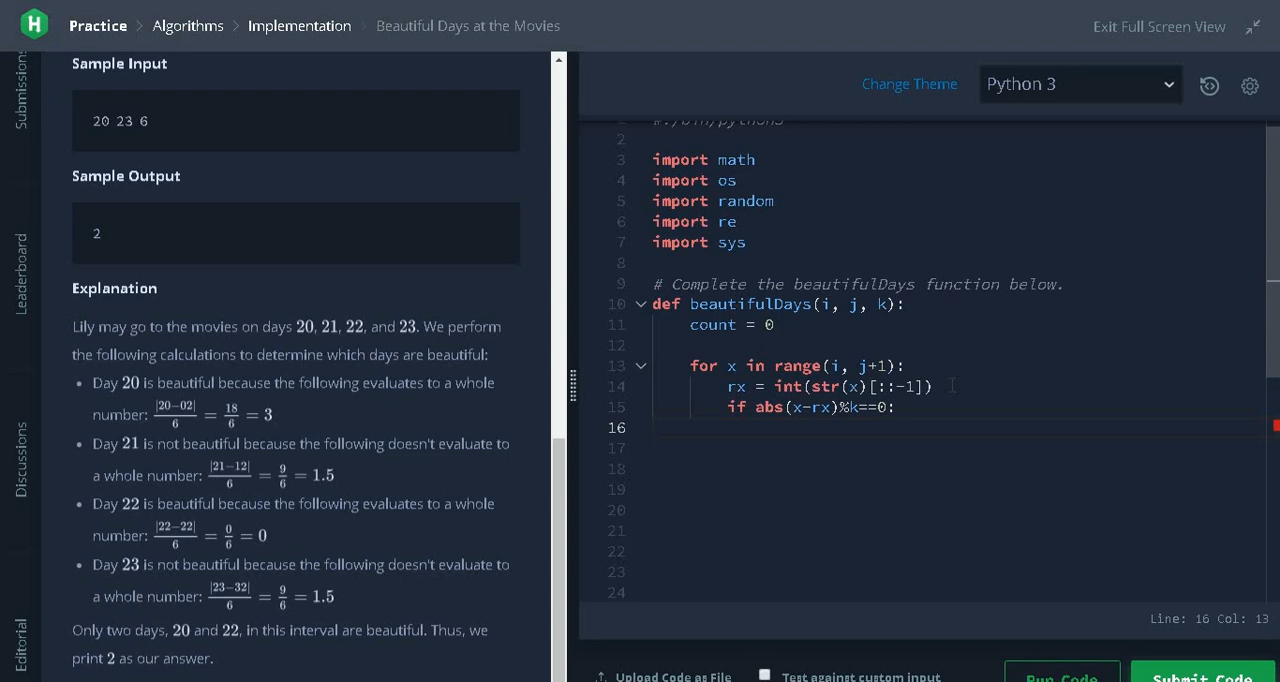 Practice > Algorithms > Implementation > Beautiful Days at the Movies
Exit Full Screen View
Submissions
Leaderboard
Discussions
Editorial
Sample Input
20 23 6
Sample Output
2
Explanation
Lily may go to the movies on days 20, 21, 22, and 23. We perform
the following calculations to determine which days are beautiful:
• Day 20 is beautiful because the following evaluates to a whole
number: |20−02|/6 = 18/6 = 3
• Day 21 is not beautiful because the following doesn't evaluate to
a whole number: |21−12|/6 = 9/6 = 1.5
• Day 22 is beautiful because the following evaluates to a whole
number: |22−22|/6 = 0/6 = 0
• Day 23 is not beautiful because the following doesn't evaluate to
a whole number: |23−32|/6 = 9/6 = 1.5
Only two days, 20 and 22, in this interval are beautiful. Thus, we
print 2 as our answer.
Change Theme
Python 3
1 #!/bin/python3
2
3 import math
4 import os
5 import random
6 import re
7 import sys
8
9 # Complete the beautifulDays function below.
10 def beautifulDays(i, j, k):
11 count = 0
12
13 for x in range(i, j+1):
14 rx = int(str(x)[::-1])
15 if abs(x-rx)%k==0:
16
17
18
19
20
21
22
23
24
Line: 16 Col: 13
Upload Code as File
Test against custom input
Run Code
Submit Code